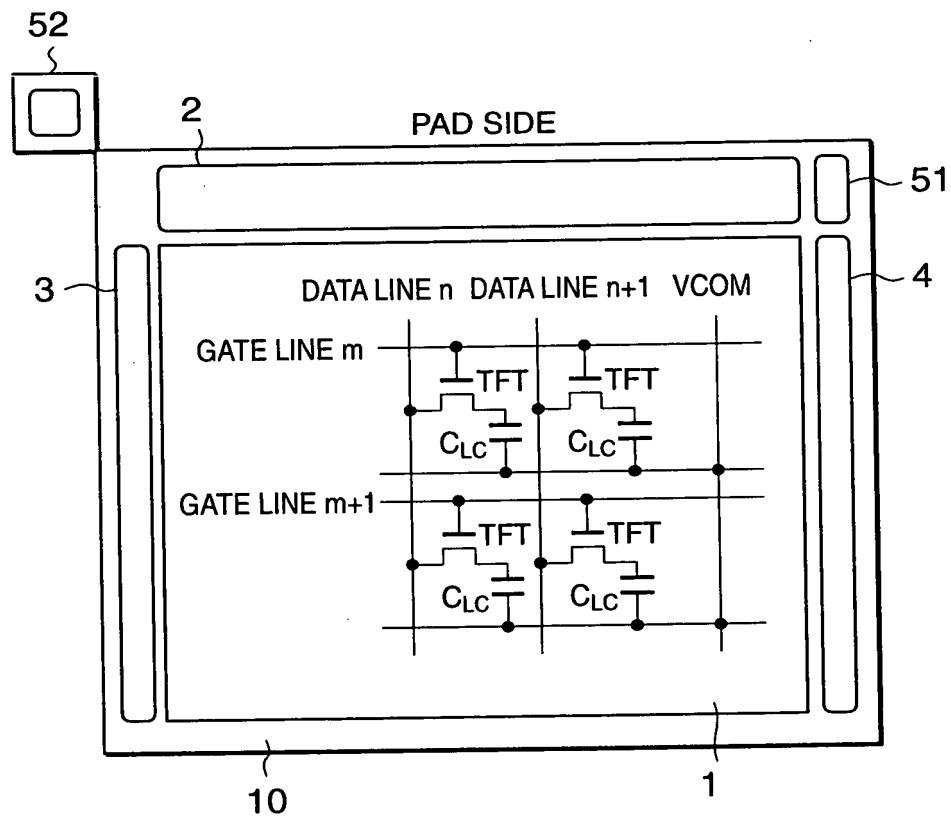 52
2
PAD SIDE
51
3
4
DATA LINE n DATA LINE n+1 VCOM
GATE LINE m
TFT TFT
CLC CLC
GATE LINE m+1
TFT TFT
CLC CLC
10
1